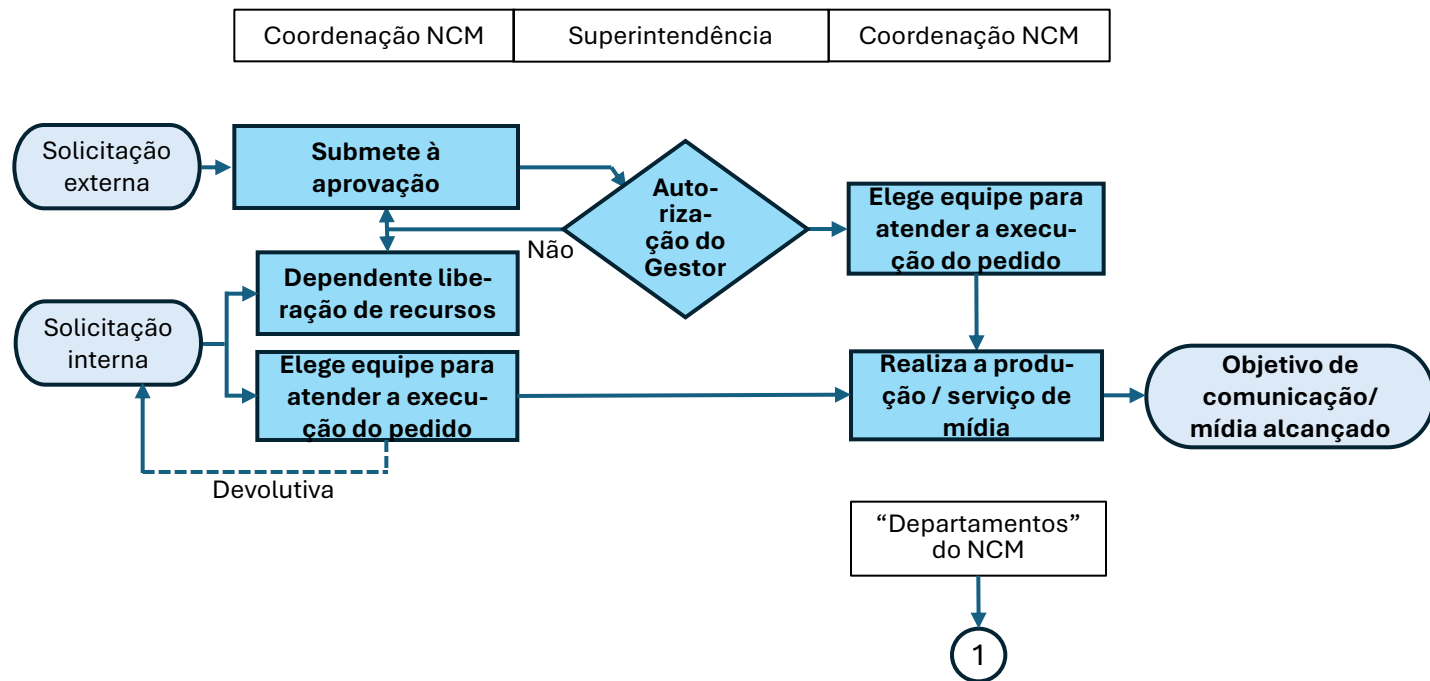 Coordenação NCM
Superintendência
Coordenação NCM
Solicitação
externa
Submete à
aprovação
Auto-
riza-
ção do
Gestor
Elege equipe para
atender a execu-
ção do pedido
Não
Dependente libe-
ração de recursos
Solicitação
interna
Elege equipe para
atender a execu-
ção do pedido
Realiza a produ-
ção / serviço de
mídia
Objetivo de
comunicação/
mídia alcançado
Devolutiva
“Departamentos”
do NCM
1